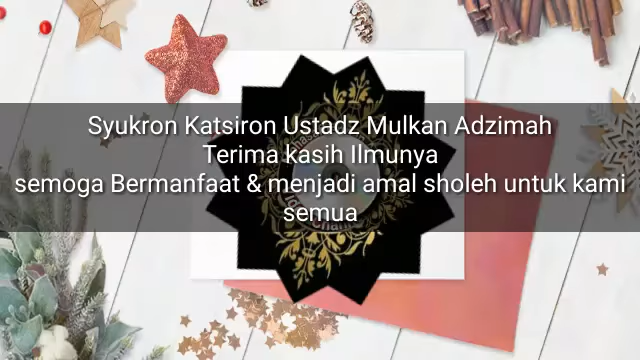 Syukron Katsiron Ustadz Mulkan Adzimah
Terima kasih Ilmunya
semoga Bermanfaat & menjadi amal sholeh untuk kami
semua